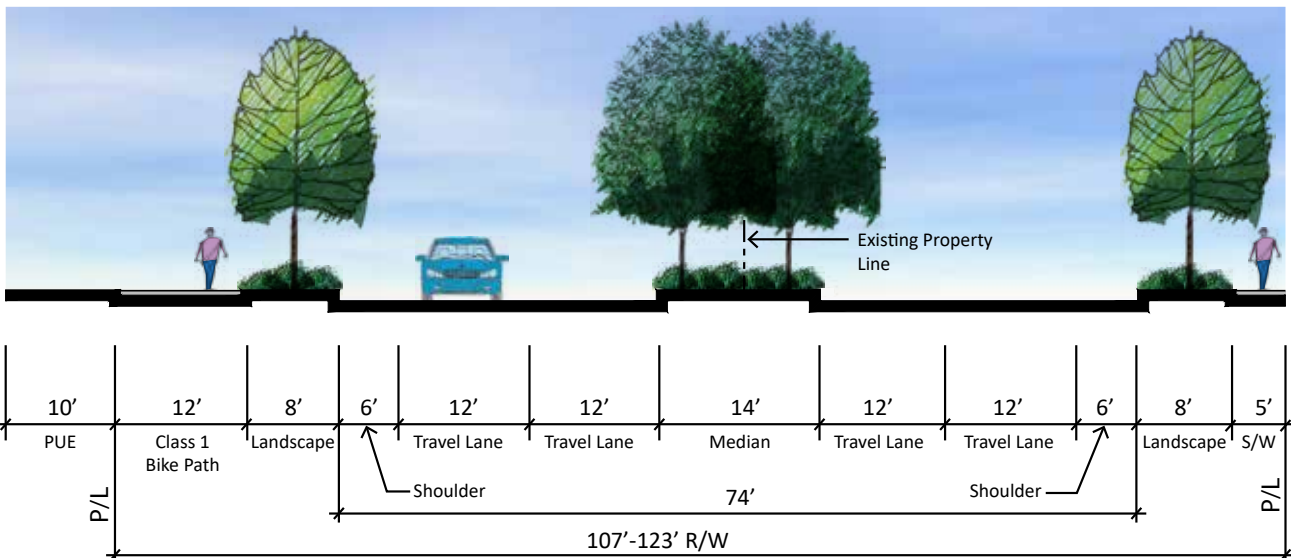 Existing Property
Line
10’ 12’ 8’ 6’ 12’ 12’ 14’ 12’ 12’ 6’ 8’ 5’
PUE Class 1 Landscape Travel Lane Travel Lane Median Travel Lane Travel Lane Landscape S/W
Bike Path
P/L Shoulder Shoulder P/L
74’
107’-123’ R/W